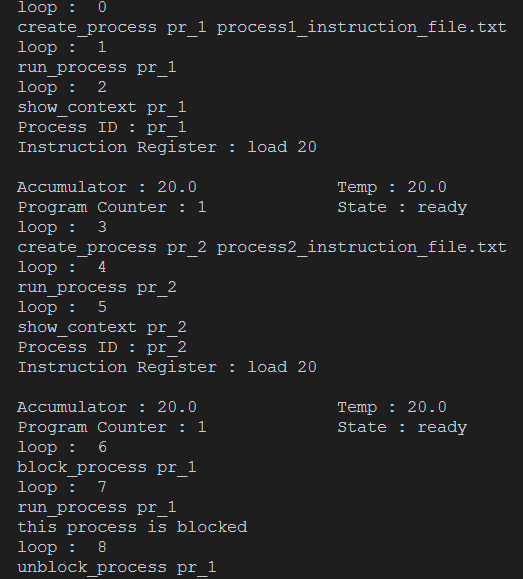 loop :  0
create_process pr_1 process1_instruction_file.txt
loop :  1
run_process pr_1
loop :  2
show_context pr_1
Process ID : pr_1
Instruction Register : load 20
Accumulator : 20.0              Temp : 20.0
Program Counter : 1             State : ready
loop :  3
create_process pr_2 process2_instruction_file.txt
loop :  4
run_process pr_2
loop :  5
show_context pr_2
Process ID : pr_2
Instruction Register : load 20
Accumulator : 20.0              Temp : 20.0
Program Counter : 1             State : ready
loop :  6
block_process pr_1
loop :  7
run_process pr_1
this process is blocked
loop :  8
unblock_process pr_1